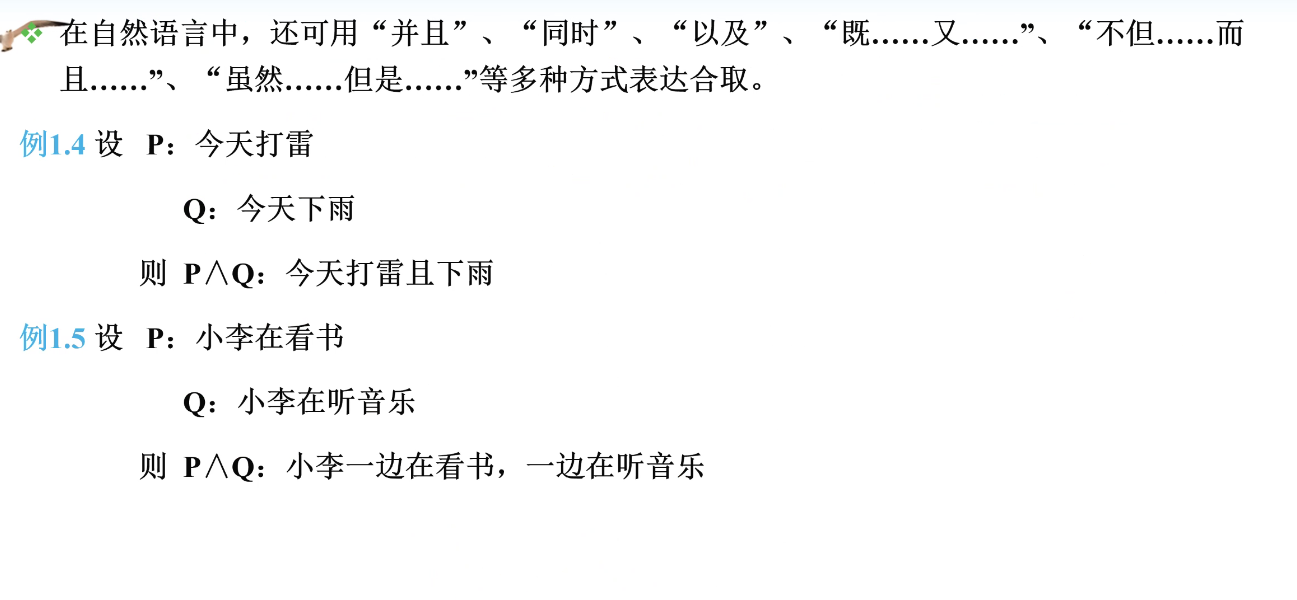 在自然语言中，还可用“并且”、“同时”、“以及”、“既……又……”、“不但……而
且……”、“虽然……但是……”等多种方式表达合取。
例1.4 设 P：今天打雷
Q：今天下雨
则 P∧Q：今天打雷且下雨
例1.5 设 P：小李在看书
Q：小李在听音乐
则 P∧Q：小李一边在看书，一边在听音乐